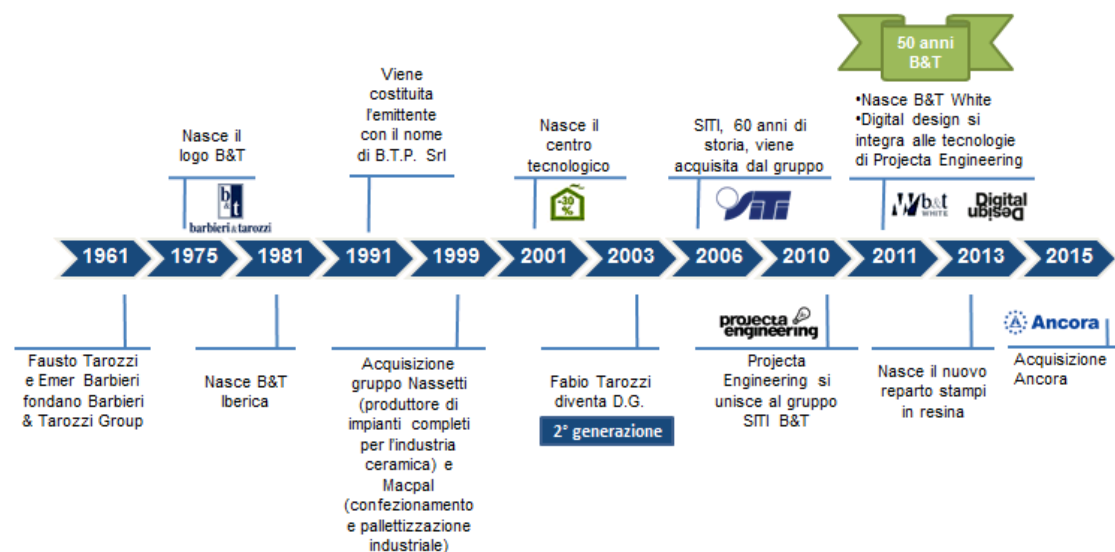 50 anni
B&T
•Nasce B&T White
•Digital design si
integra alle tecnologie
di Projecta Engineering
Viene
costituita
l'emittente
con il nome
di B.T.P. Srl
Nasce il
logo B&T
Nasce il
centro
tecnologico
SITI, 60 anni di
storia, viene
acquisita dal gruppo
b&t
barbieri & tarozzi
-30
%
SITI
b&t
WHITE
Digital
Design
1961
1975
1981
1991
1999
2001
2003
2006
2010
2011
2013
2015
Fausto Tarozzi
e Emer Barbieri
fondano Barbieri
& Tarozzi Group
Nasce B&T
Iberica
Acquisizione
gruppo Nassetti
(produttore di
impianti completi
per l'industria
ceramica) e
Macpal
(confezionamento
e pallettizzazione
industriale)
Fabio Tarozzi
diventa D.G.
2° generazione
projecta
engineering
Projecta
Engineering si
unisce al gruppo
SITI B&T
Nasce il nuovo
reparto stampi
in resina
Ancora
Acquisizione
Ancora